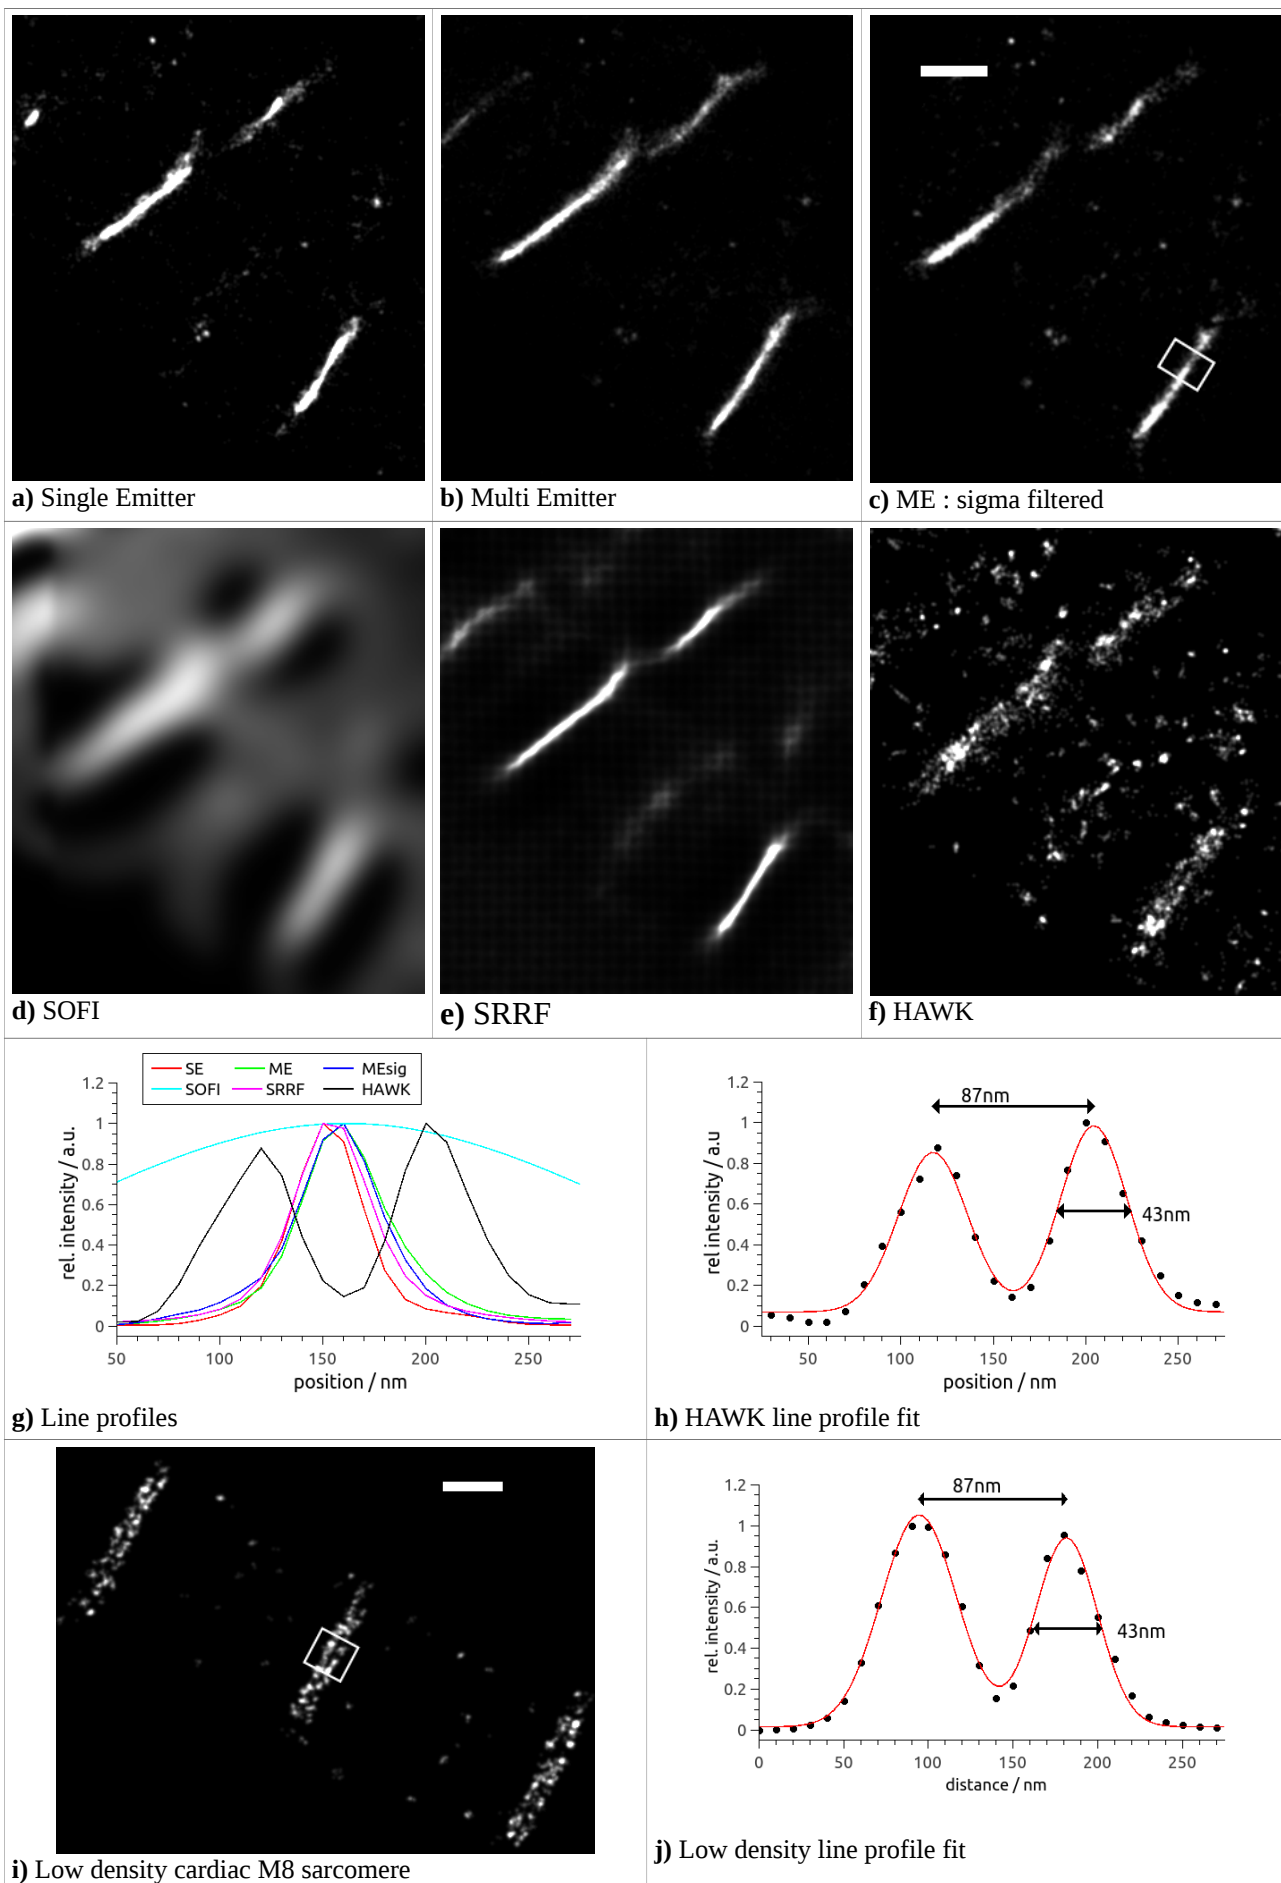 a) Single Emitter
b) Multi Emitter
c) ME : sigma filtered
d) SOFI
e) SRRF
f) HAWK
SE ME MEsig
SOFI SRRF HAWK
1.2
1
0.8
0.6
0.4
0.2
0
rel. intensity / a.u.
50 100 150 200 250
position / nm
g) Line profiles
87nm
43nm
1.2
1
0.8
0.6
0.4
0.2
0
rel intensity / a.u
50 100 150 200 250
position / nm
h) HAWK line profile fit
i) Low density cardiac M8 sarcomere
87nm
43nm
1.2
1
0.8
0.6
0.4
0.2
0
rel. intensity / a.u.
0 50 100 150 200 250
distance / nm
j) Low density line profile fit